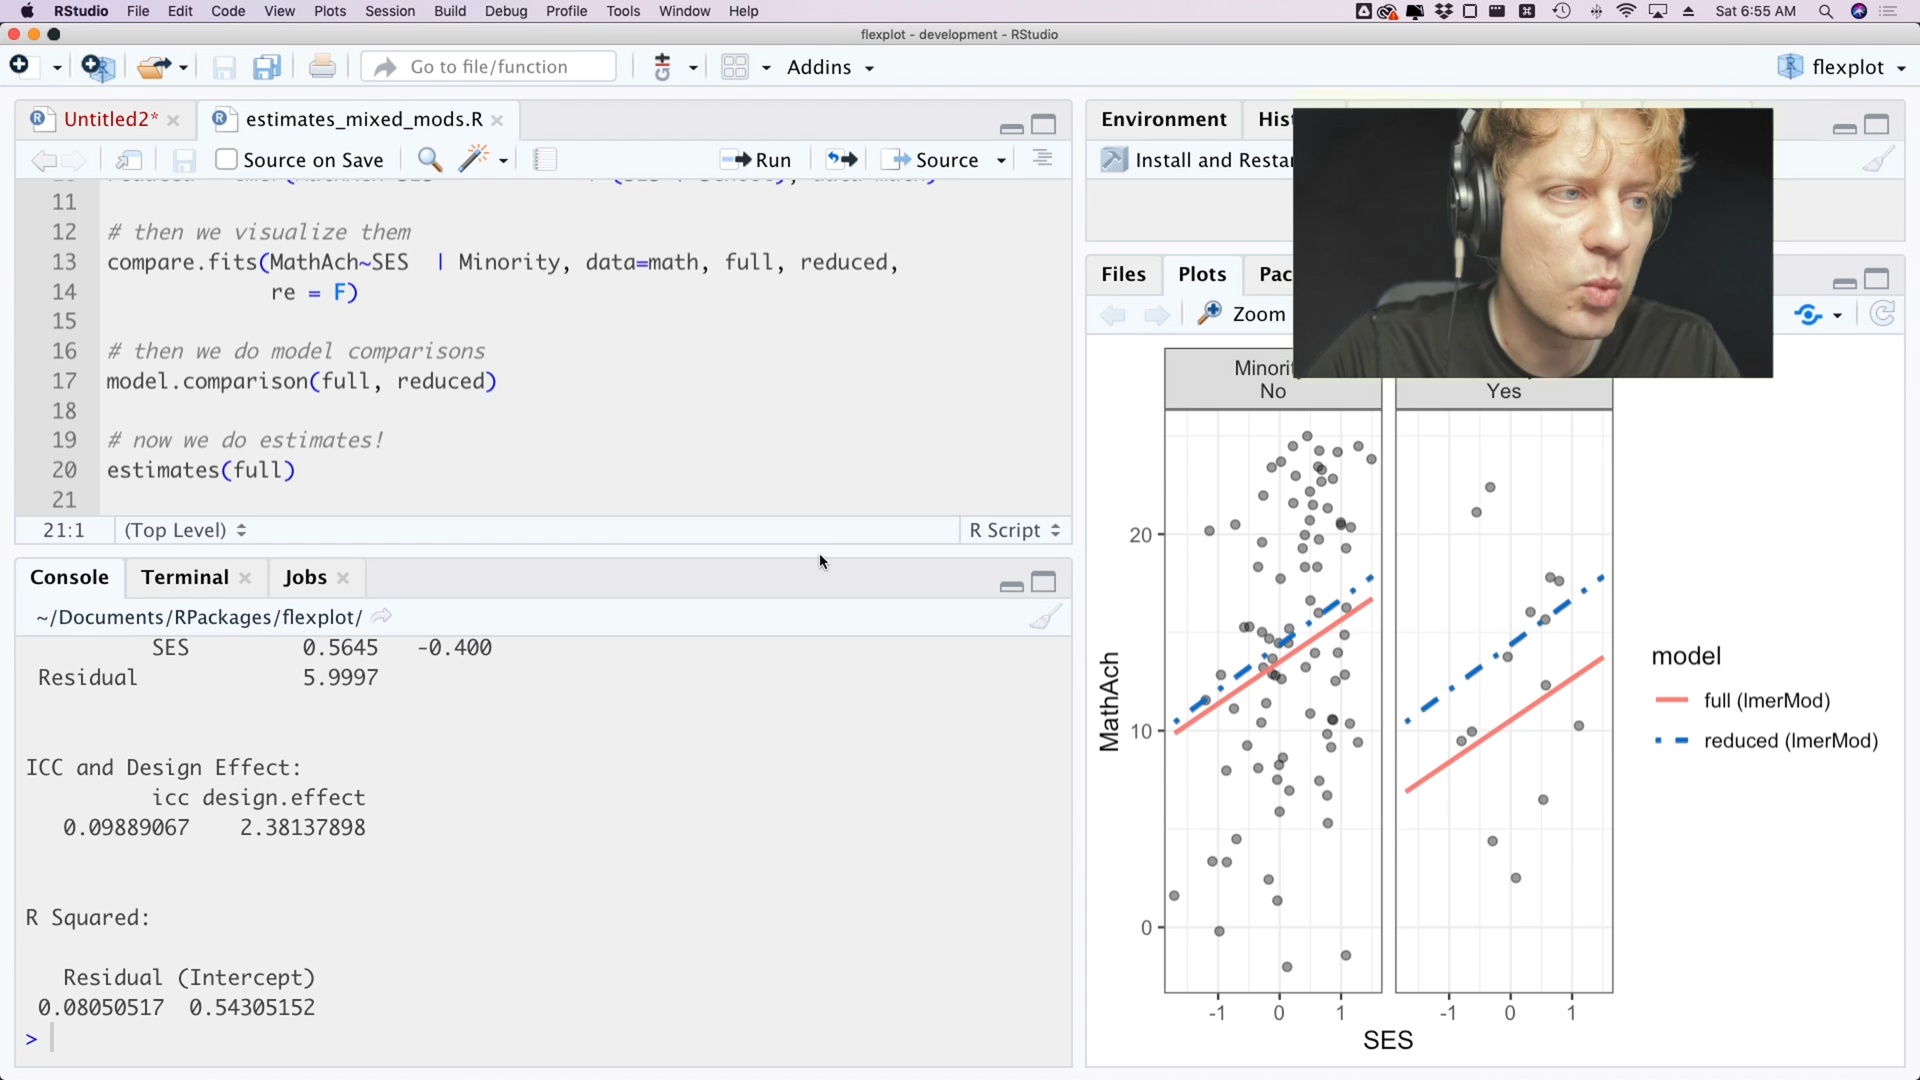 RStudio File Edit Code View Plots Session Build Debug Profile Tools Window Help Sat 6:55 AM
flexplot - development - RStudio
Go to file/function Addins flexplot
Untitled2* estimates_mixed_mods.R
Source on Save Run Source
11
12 # then we visualize them
13 compare.fits(MathAch~SES | Minority, data=math, full, reduced,
14 re = F)
15
16 # then we do model comparisons
17 model.comparison(full, reduced)
18
19 # now we do estimates!
20 estimates(full)
21
21:1 (Top Level) R Script
Console Terminal Jobs
~/Documents/RPackages/flexplot/
SES 0.5645 -0.400
Residual 5.9997
ICC and Design Effect:
icc design.effect
0.09889067 2.38137898
R Squared:
Residual (Intercept)
0.08050517 0.54305152
>
Environment Hist
Install and Restar
Files Plots Pac
Zoom
Minori
No
Yes
20
10
0
MathAch
-1 0 1
-1 0 1
SES
model
full (lmerMod)
reduced (lmerMod)